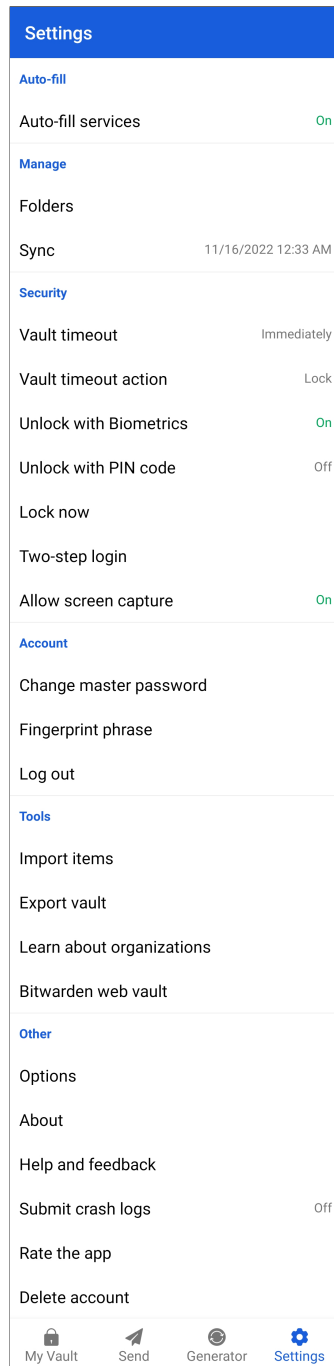 Settings
Auto-fill
Auto-fill services On
Manage
Folders
Sync 11/16/2022 12:33 AM
Security
Vault timeout Immediately
Vault timeout action Lock
Unlock with Biometrics On
Unlock with PIN code Off
Lock now
Two-step login
Allow screen capture On
Account
Change master password
Fingerprint phrase
Log out
Tools
Import items
Export vault
Learn about organizations
Bitwarden web vault
Other
Options
About
Help and feedback
Submit crash logs Off
Rate the app
Delete account
My Vault Send Generator Settings